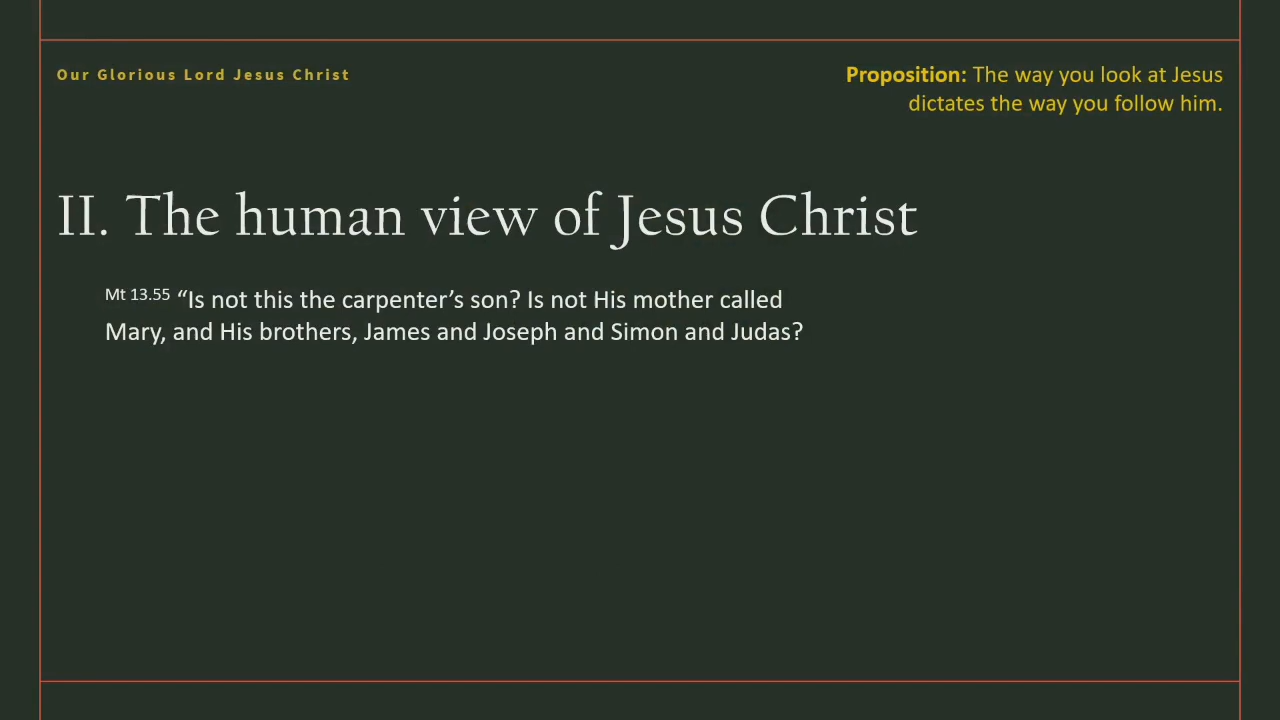 Our Glorious Lord Jesus Christ
Proposition: The way you look at Jesus
dictates the way you follow him.
II. The human view of Jesus Christ
Mt 13.55 “Is not this the carpenter’s son? Is not His mother called
Mary, and His brothers, James and Joseph and Simon and Judas?